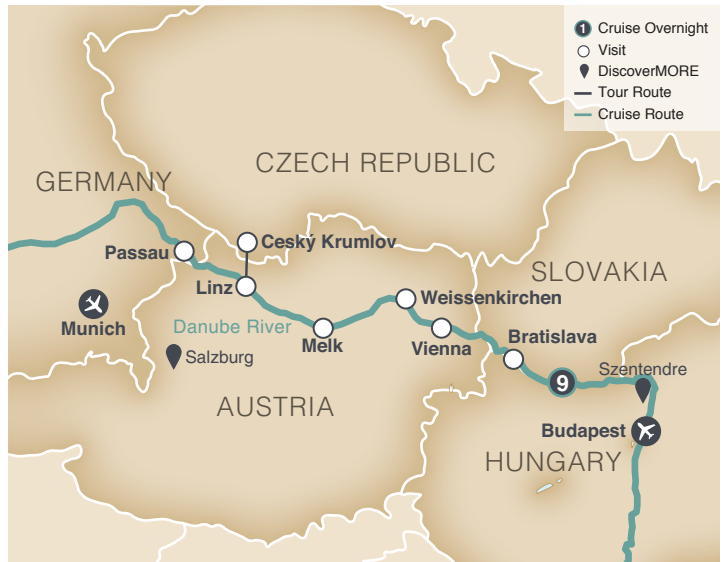 1 Cruise Overnight
Visit
DiscoverMORE
Tour Route
Cruise Route
CZECH REPUBLIC
GERMANY
Ceský Krumlov
Passau
SLOVAKIA
Linz
Weissenkirchen
Munich
Danube River
Melk
Vienna
Bratislava
Salzburg
Szentendre
9
AUSTRIA
Budapest
HUNGARY